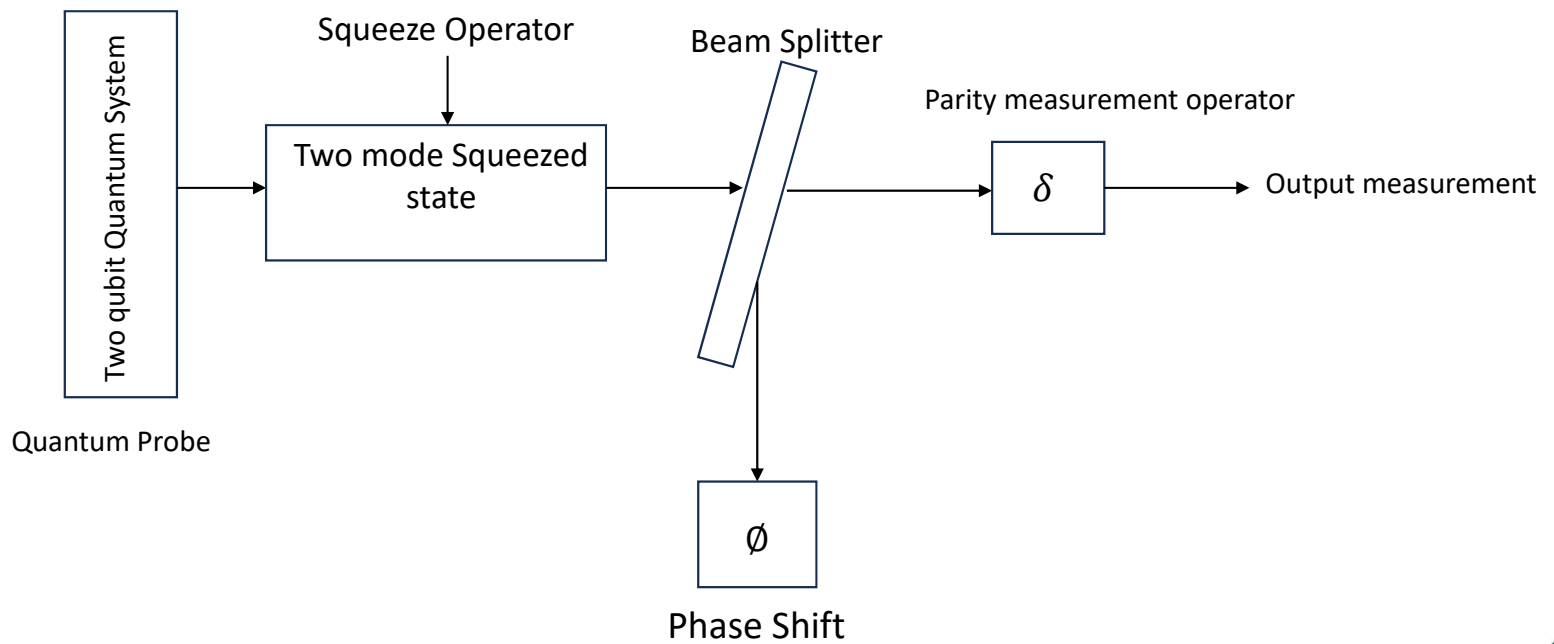 Two qubit Quantum System
Quantum Probe
Squeeze Operator
Two mode Squeezed
state
Beam Splitter
Parity measurement operator
δ
Output measurement
∅
Phase Shift